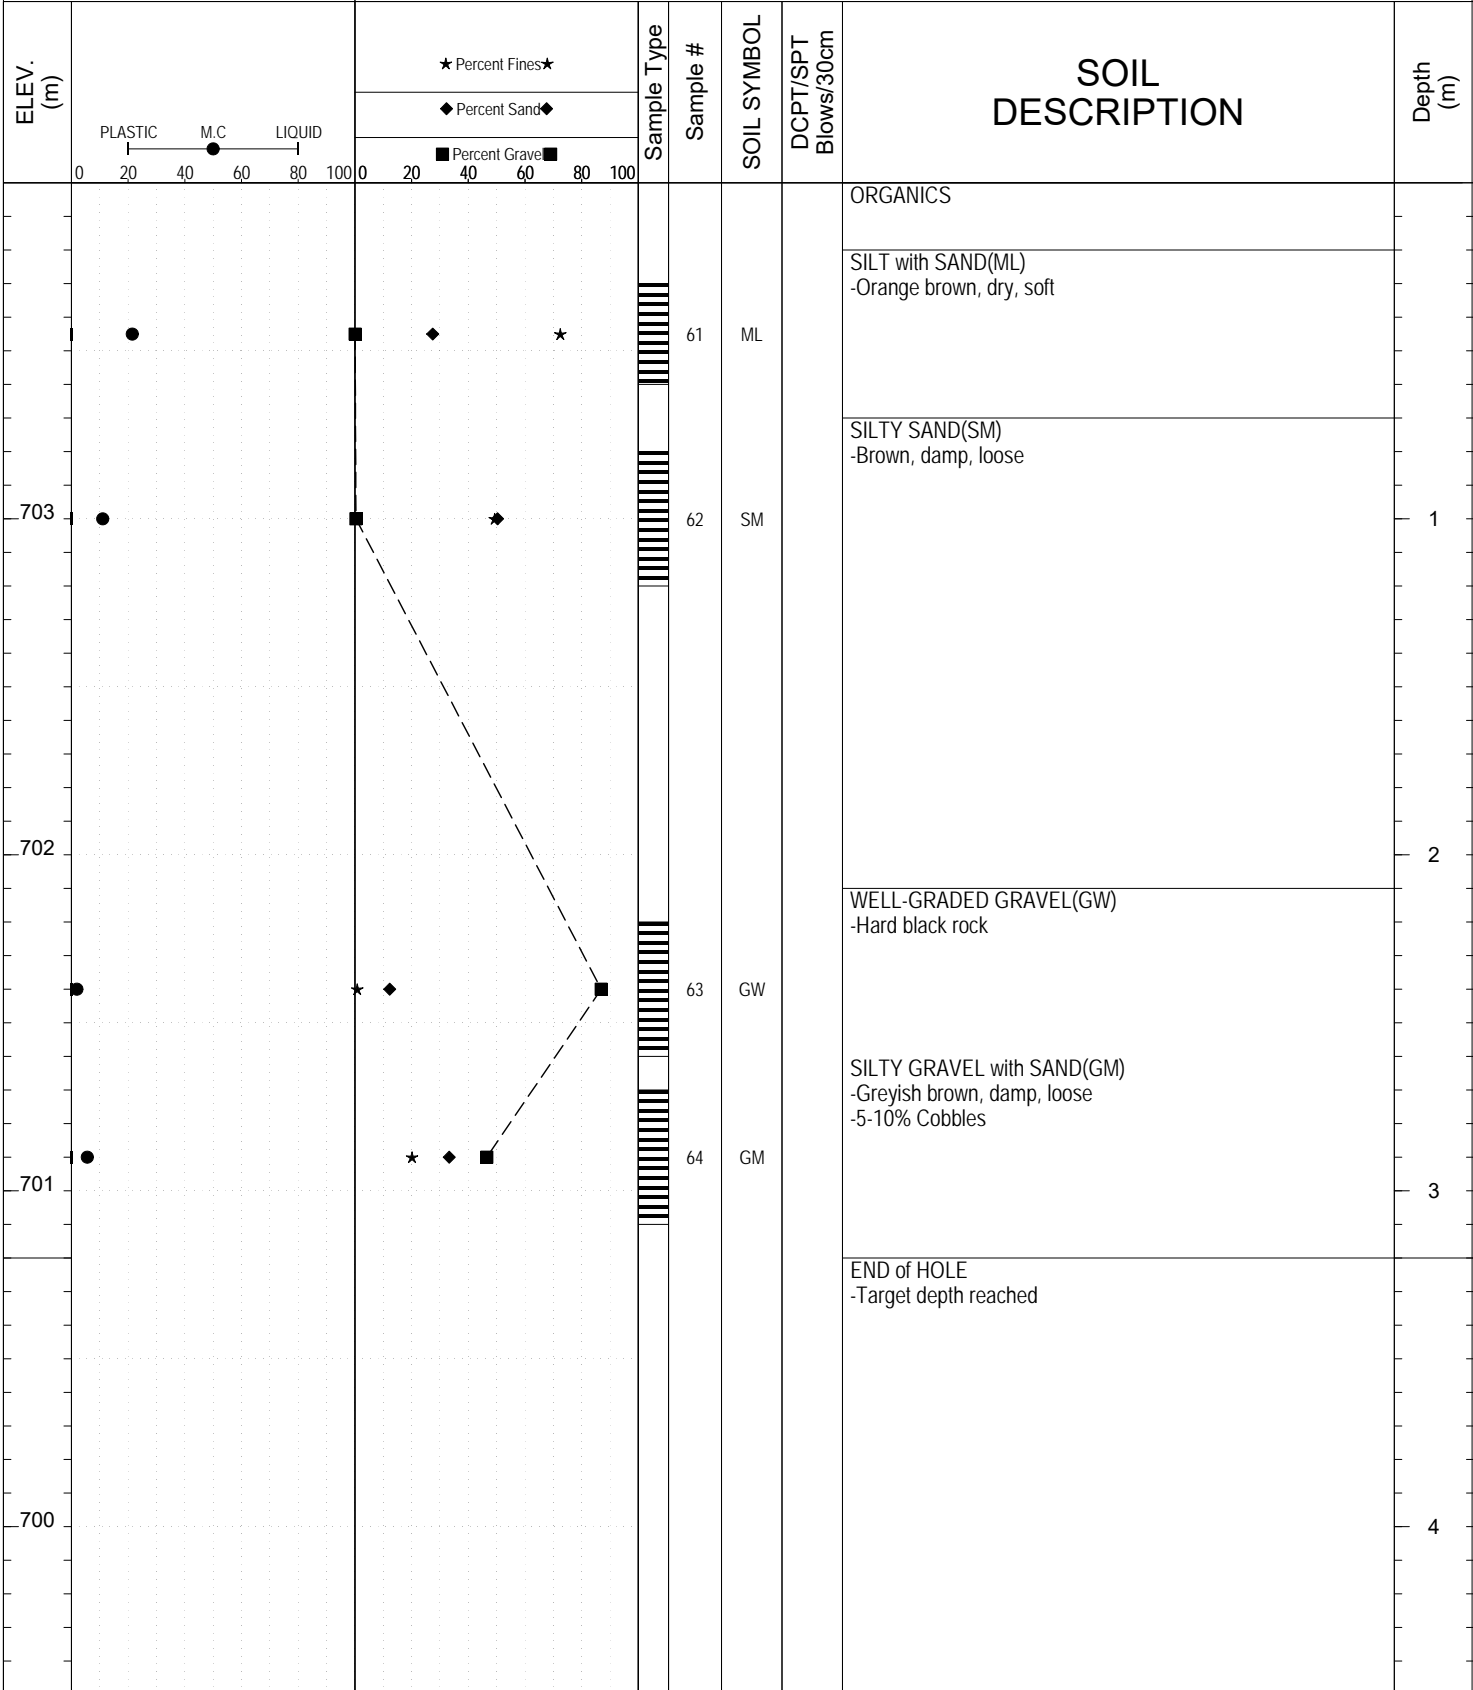 ELEV.
(m)
PLASTIC M.C LIQUID
0 20 40 60 80 100
★ Percent Fines★
◆ Percent Sand◆
■ Percent Gravel■
0 20 40 60 80 100
Sample Type
Sample #
SOIL SYMBOL
DCPT/SPT
Blows/30cm
SOIL
DESCRIPTION
Depth
(m)
ORGANICS
SILT with SAND(ML)
-Orange brown, dry, soft
61 ML
SILTY SAND(SM)
-Brown, damp, loose
703 62 SM 1
702 2
WELL-GRADED GRAVEL(GW)
-Hard black rock
63 GW
SILTY GRAVEL with SAND(GM)
-Greyish brown, damp, loose
-5-10% Cobbles
64 GM
701 3
END of HOLE
-Target depth reached
700 4